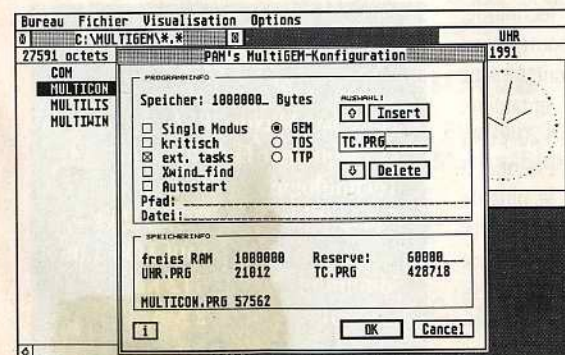 Bureau Fichier Visualisation Options
C:\MULTIGEM\*.*
UHR
27591 octets
PAM's MultiGEM-Konfiguration
1991
COM
MULTICON
MULTILIS
MULTIWIN
PROGRAMMINFO
Speicher: 1000000_ Bytes
AUSWAHL:
Insert
Single Modus
GEM
kritisch
TOS
TC.PRG
ext. tasks
TTP
Xwind_find
Delete
Autostart
Pfad:
Datei:
SPEICHERINFO
freies RAM 1000000 Reserve: 60000___
UHR.PRG 21012 TC.PRG 428718
MULTICON.PRG 57562
i
OK
Cancel